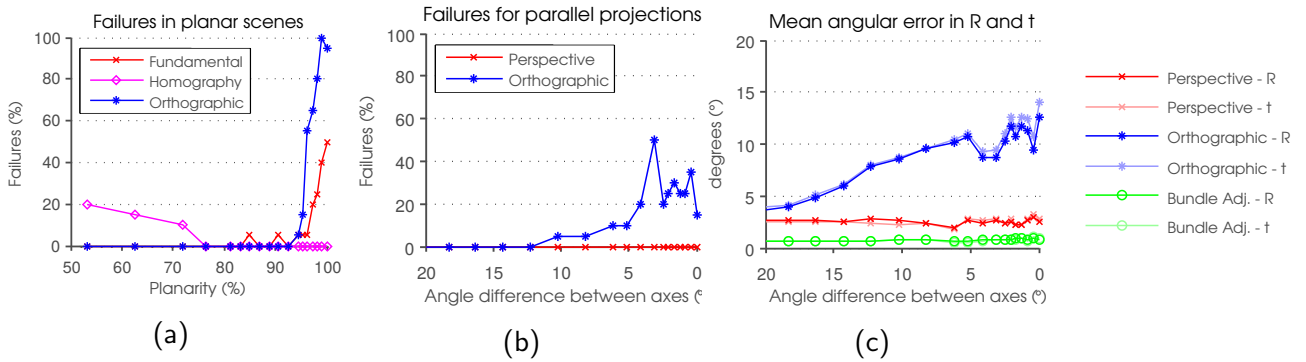 Failures in planar scenes
100
80
60
40
20
0
Failures (%)
Fundamental
Homography
Orthographic
50 60 70 80 90 100
Planarity (%)
(a)
Failures for parallel projections
100
80
60
40
20
0
Failures (%)
Perspective
Orthographic
20 15 10 5 0
Angle difference between axes (°
(b)
Mean angular error in R and t
20
15
10
5
0
degrees (°)
20 15 10 5 0
Angle difference between axes (°)
(c)
Perspective - R
Perspective - t
Orthographic - R
Orthographic - t
Bundle Adj. - R
Bundle Adj. - t